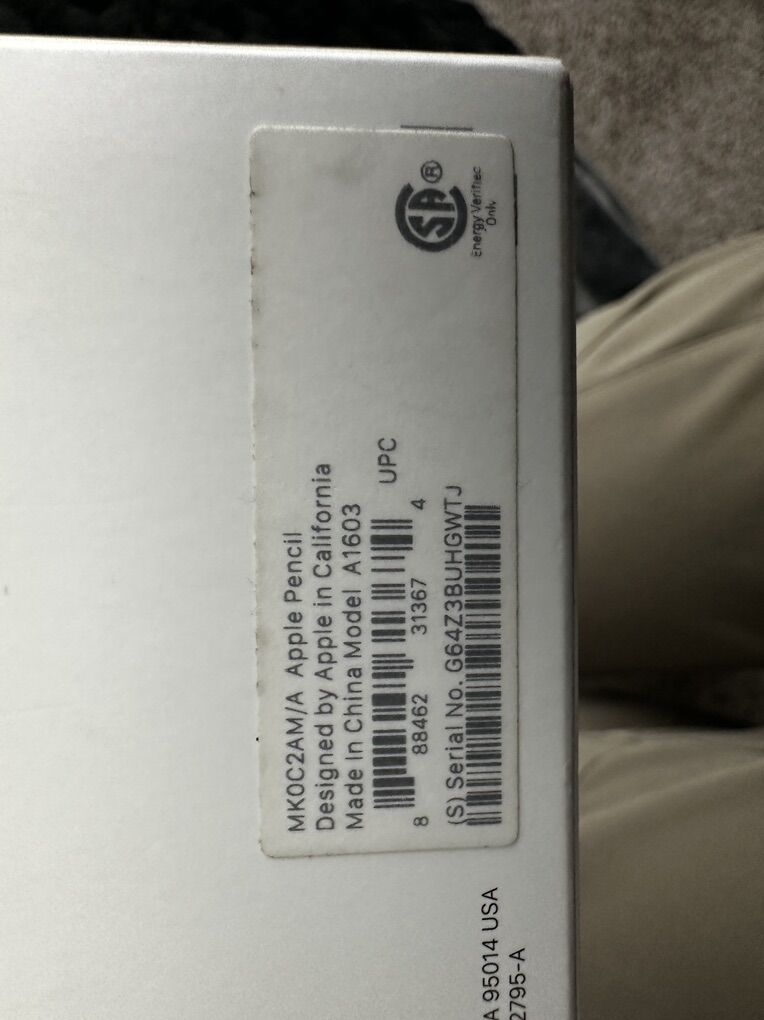 SA®
Energy Verified
Only
MK0C2AM/A Apple Pencil
Designed by Apple in California
Made In China Model A1603
UPC
8 88462 31367 4
(S) Serial No. G64Z3BUHGWTJ
A 95014 USA
2795-A